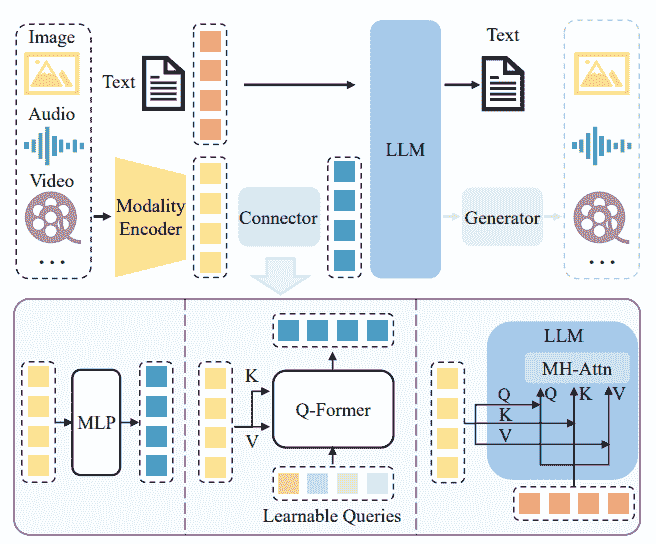 Image
Text
Text
Audio
LLM
Video
Modality
Encoder
Connector
Generator
...
...
LLM
MH-Attn
K
Q
Q
K
V
MLP
Q-Former
K
V
V
Learnable Queries